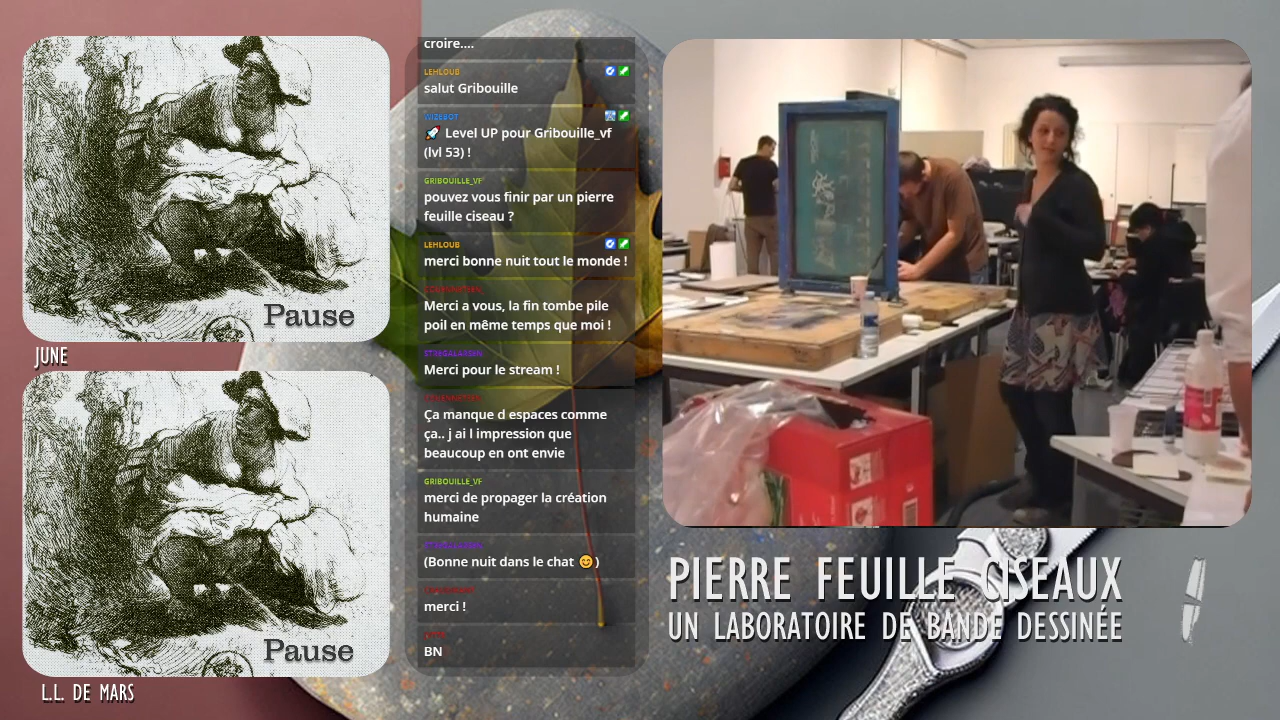 Pause
JUNE
Pause
L.L. DE MARS
croire....
LEHLOUB
salut Gribouille
WIZEBOT
🚀 Level UP pour Gribouille_vf
(lvl 53) !
GRIBOUILLE_VF
pouvez vous finir par un pierre
feuille ciseau ?
LEHLOUB
merci bonne nuit tout le monde !
Merci a vous, la fin tombe pile
poil en même temps que moi !
STREGALARSEN
Merci pour le stream !
Ça manque d espaces comme
ça.. j ai l impression que
beaucoup en ont envie
GRIBOUILLE_VF
merci de propager la création
humaine
STREGALARSEN
(Bonne nuit dans le chat 😊)
merci !
BN
PIERRE FEUILLE CISEAUX
UN LABORATOIRE DE BANDE DESSINÉE